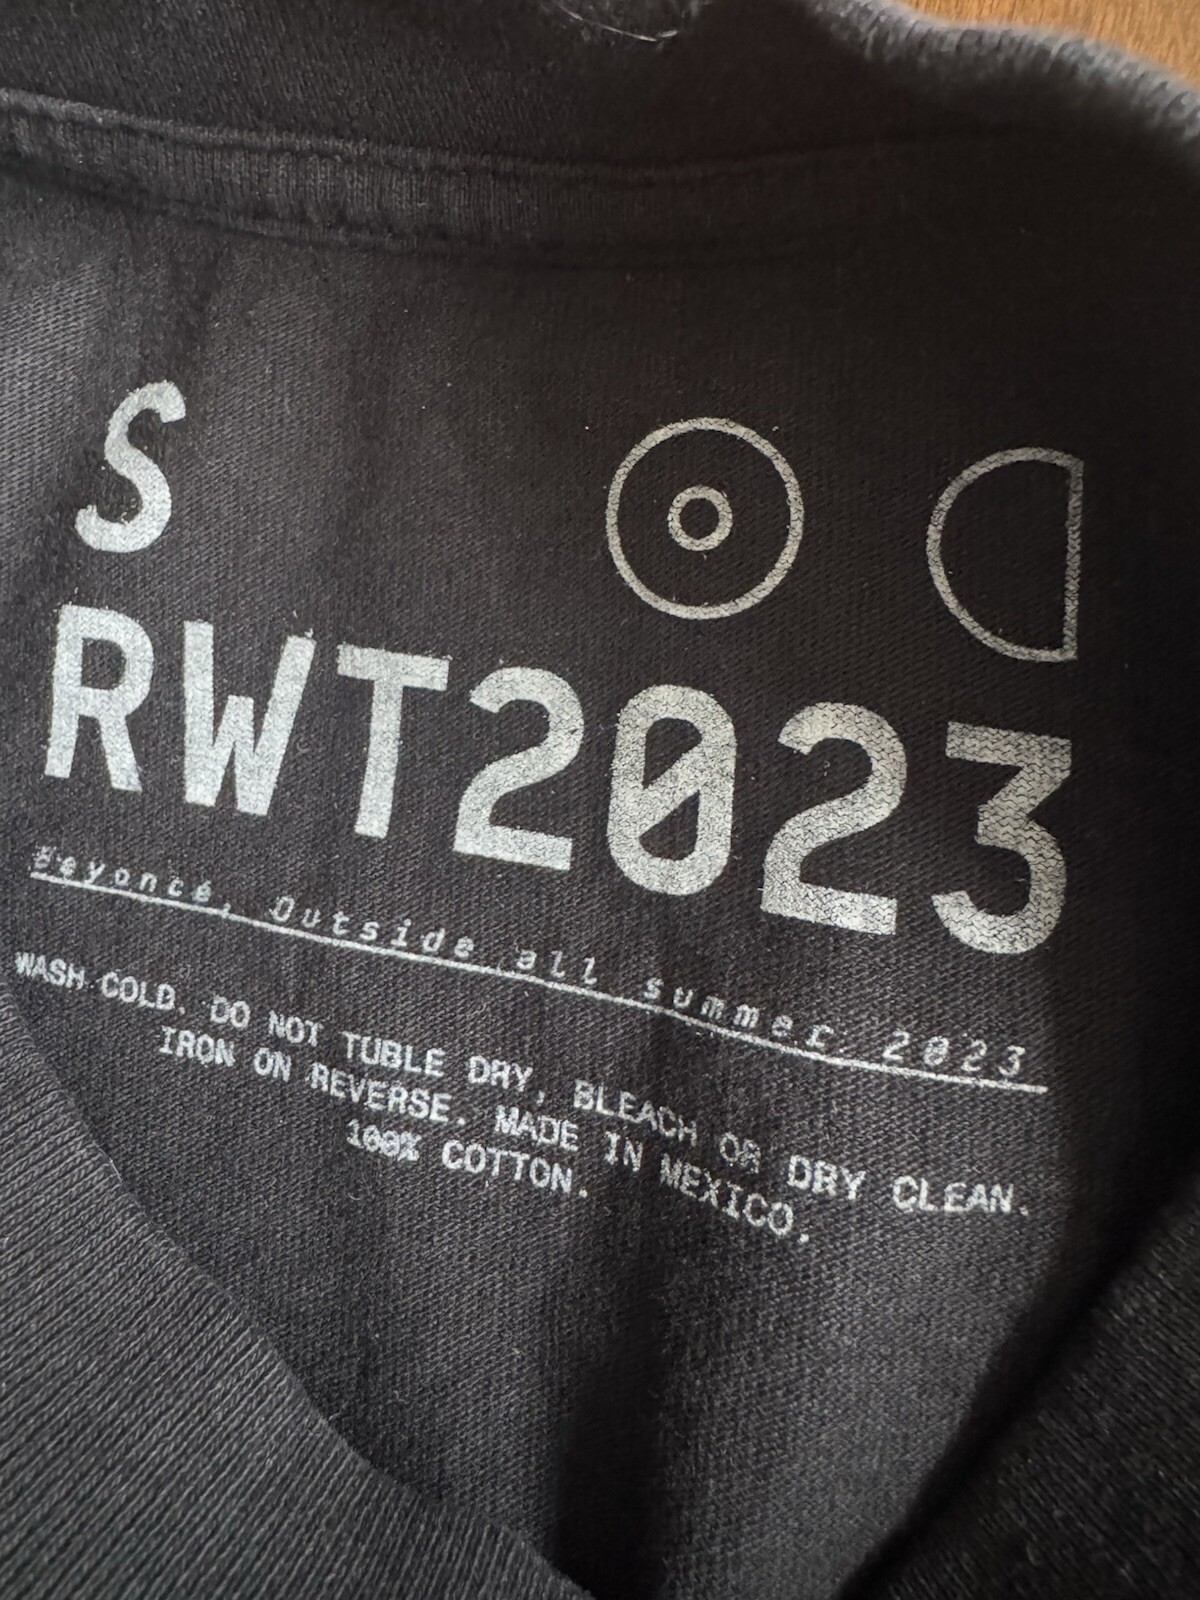 S
RWT2023
Beyoncé, Outside all summer 2023
WASH COLD. DO NOT TUBLE DRY, BLEACH OR DRY CLEAN.
IRON ON REVERSE. MADE IN MEXICO.
100% COTTON.